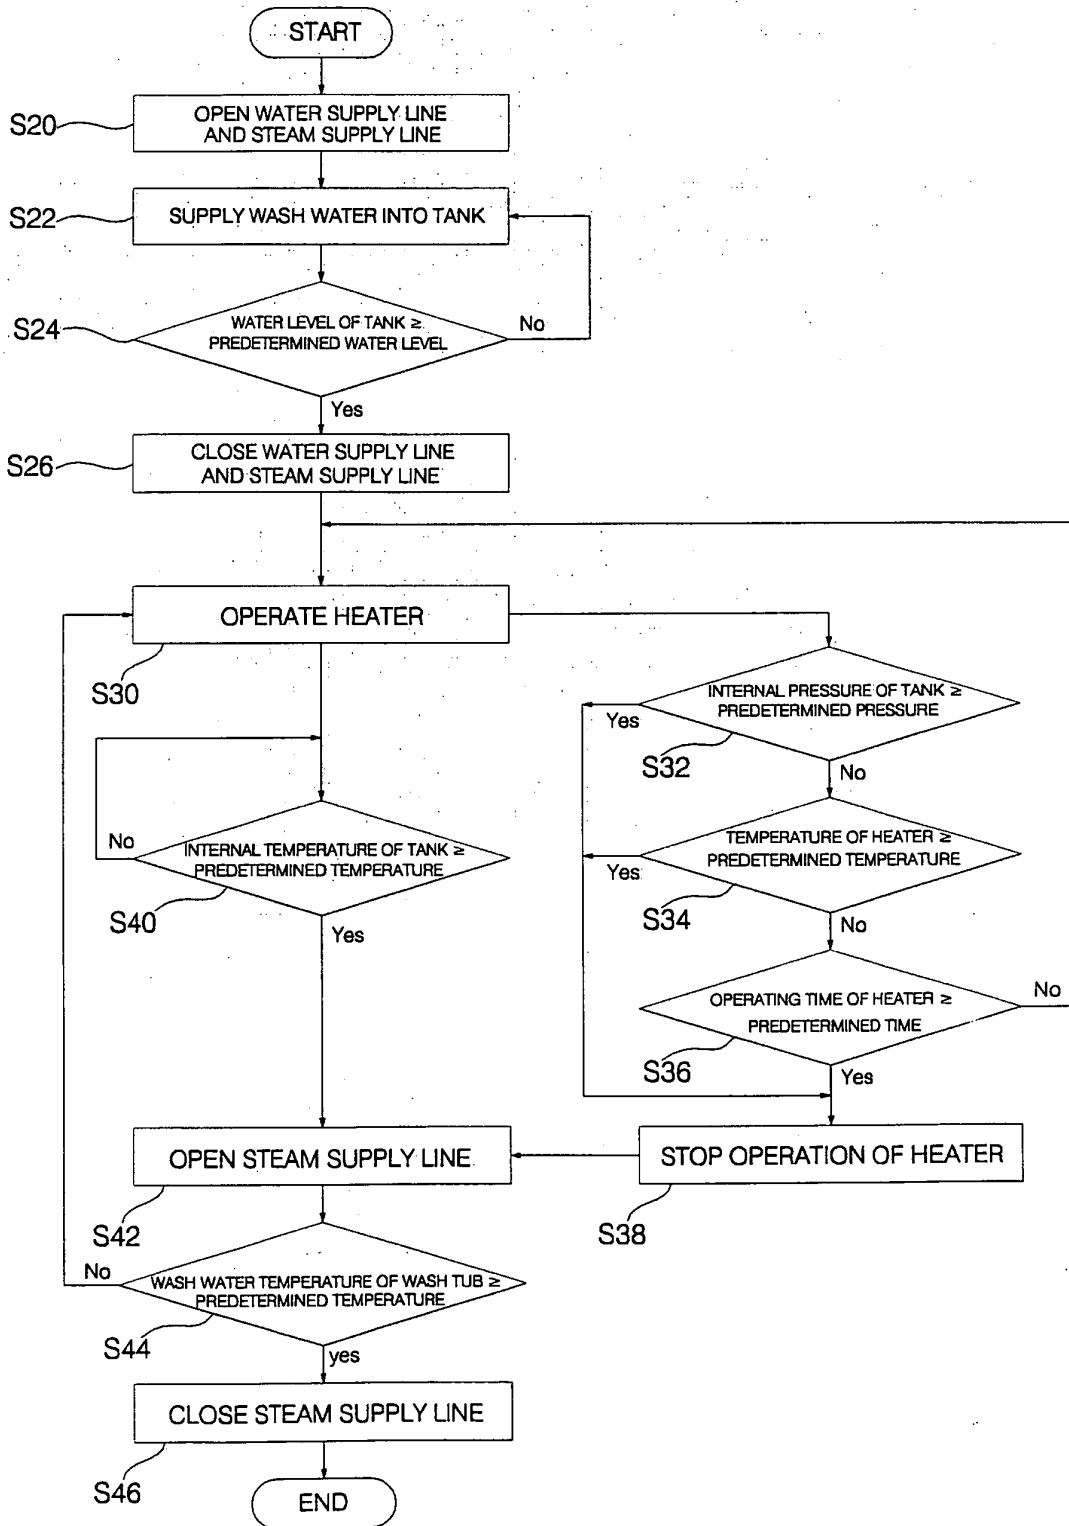 START
S20
OPEN WATER SUPPLY LINE
AND STEAM SUPPLY LINE
S22
SUPPLY WASH WATER INTO TANK
S24
WATER LEVEL OF TANK ≥
PREDETERMINED WATER LEVEL
No
Yes
S26
CLOSE WATER SUPPLY LINE
AND STEAM SUPPLY LINE
OPERATE HEATER
S30
INTERNAL PRESSURE OF TANK ≥
PREDETERMINED PRESSURE
Yes
S32
No
TEMPERATURE OF HEATER ≥
PREDETERMINED TEMPERATURE
Yes
S34
No
OPERATING TIME OF HEATER ≥
PREDETERMINED TIME
No
S36
Yes
No
INTERNAL TEMPERATURE OF TANK ≥
PREDETERMINED TEMPERATURE
S40
Yes
OPEN STEAM SUPPLY LINE
STOP OPERATION OF HEATER
S42
S38
No
WASH WATER TEMPERATURE OF WASH TUB ≥
PREDETERMINED TEMPERATURE
S44
yes
CLOSE STEAM SUPPLY LINE
S46
END